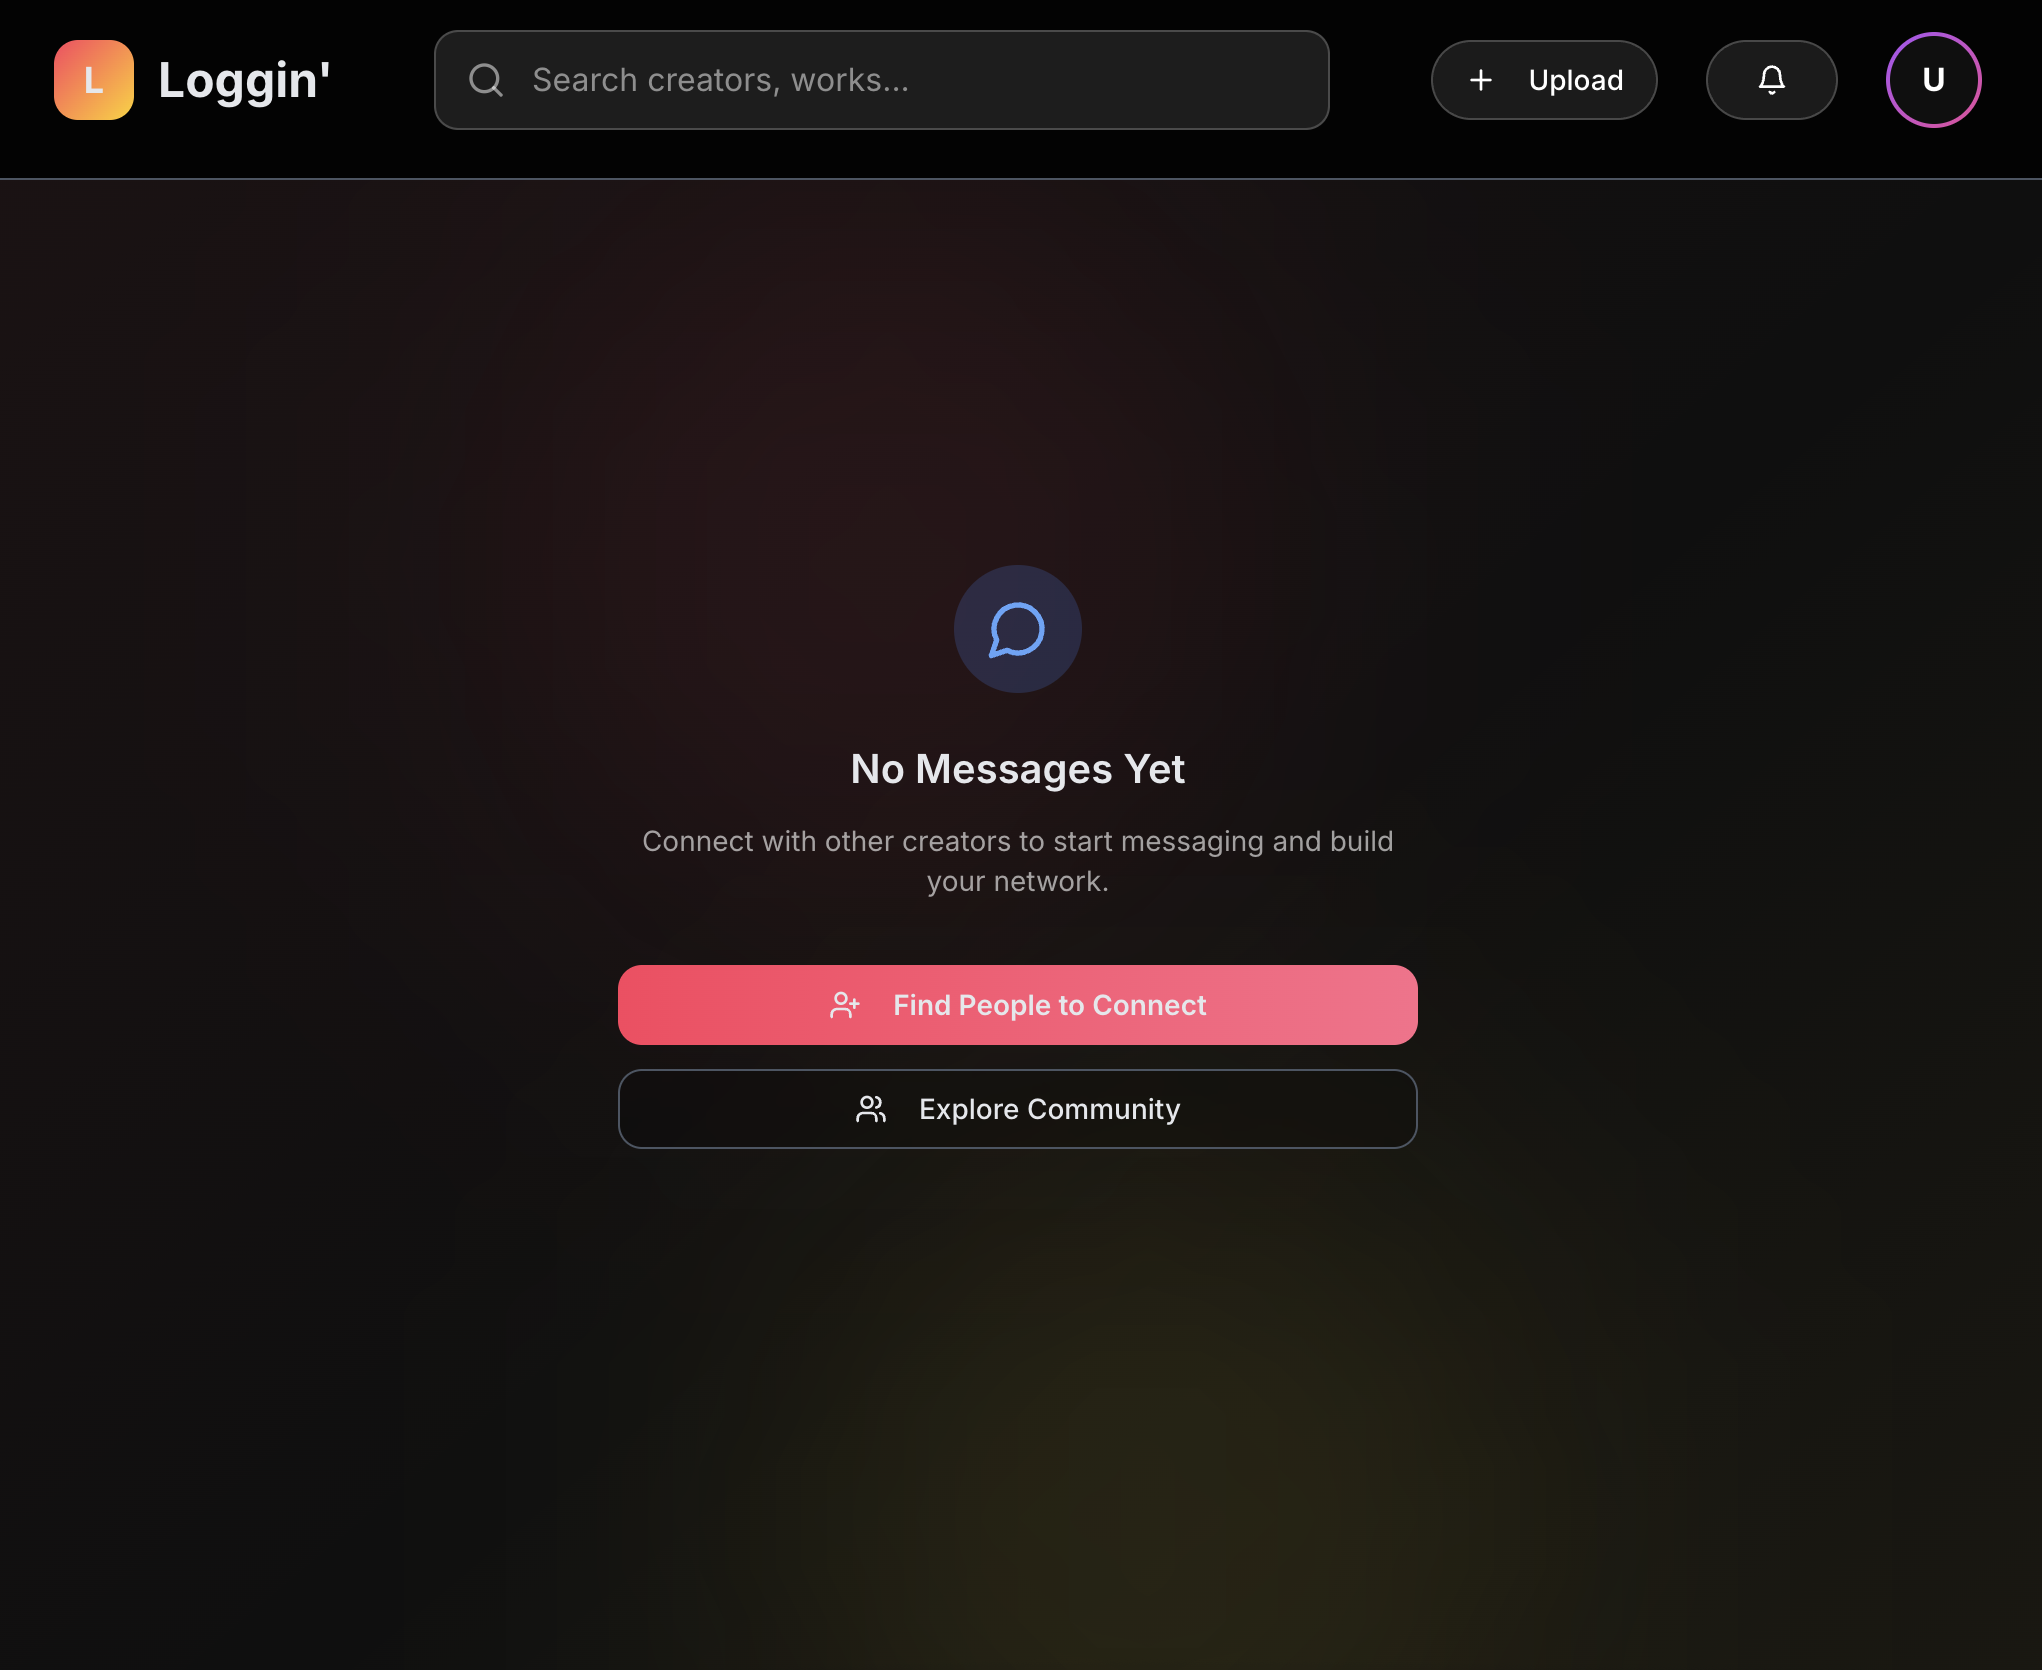 L
Loggin'
Search creators, works...
Upload
U
No Messages Yet
Connect with other creators to start messaging and build
your network.
Find People to Connect
Explore Community